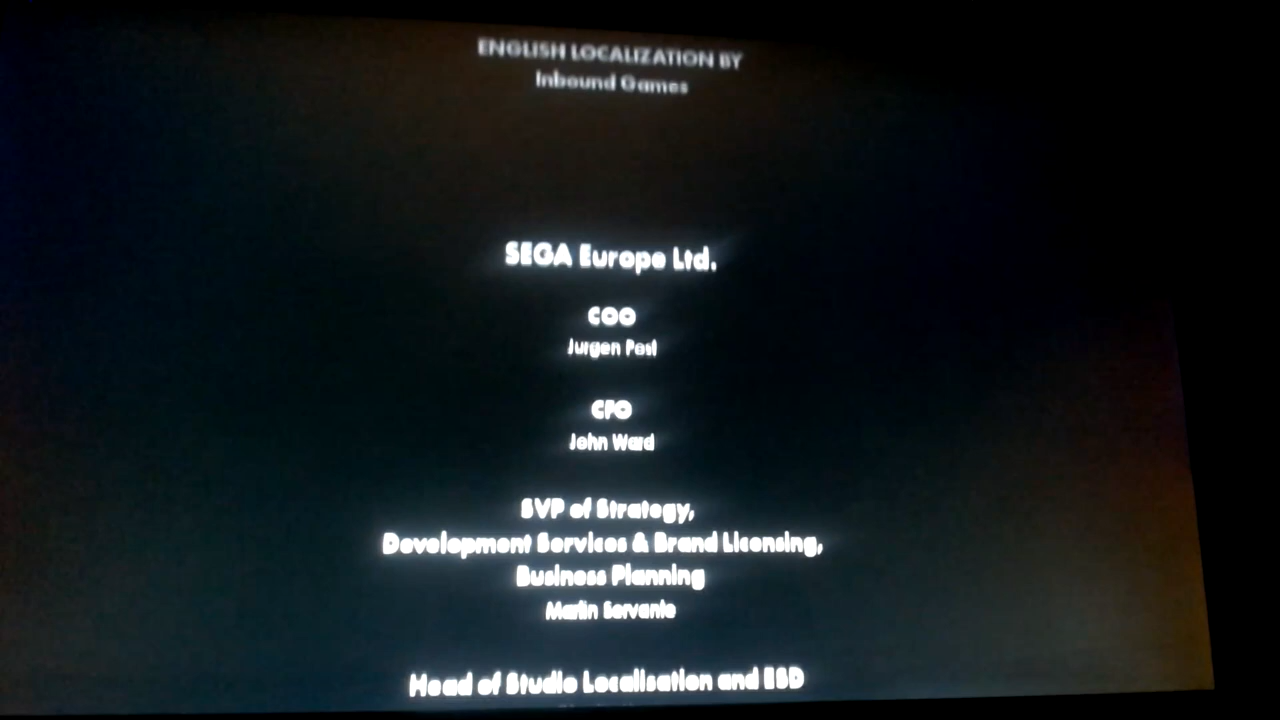 ENGLISH LOCALIZATION BY
Inbound Games
SEGA Europe Ltd.
COO
Jurgen Post
CFO
John Ward
SVP of Strategy,
Development Services & Brand Licensing,
Business Planning
Martin Servante
Head of Studio Localisation and ESD